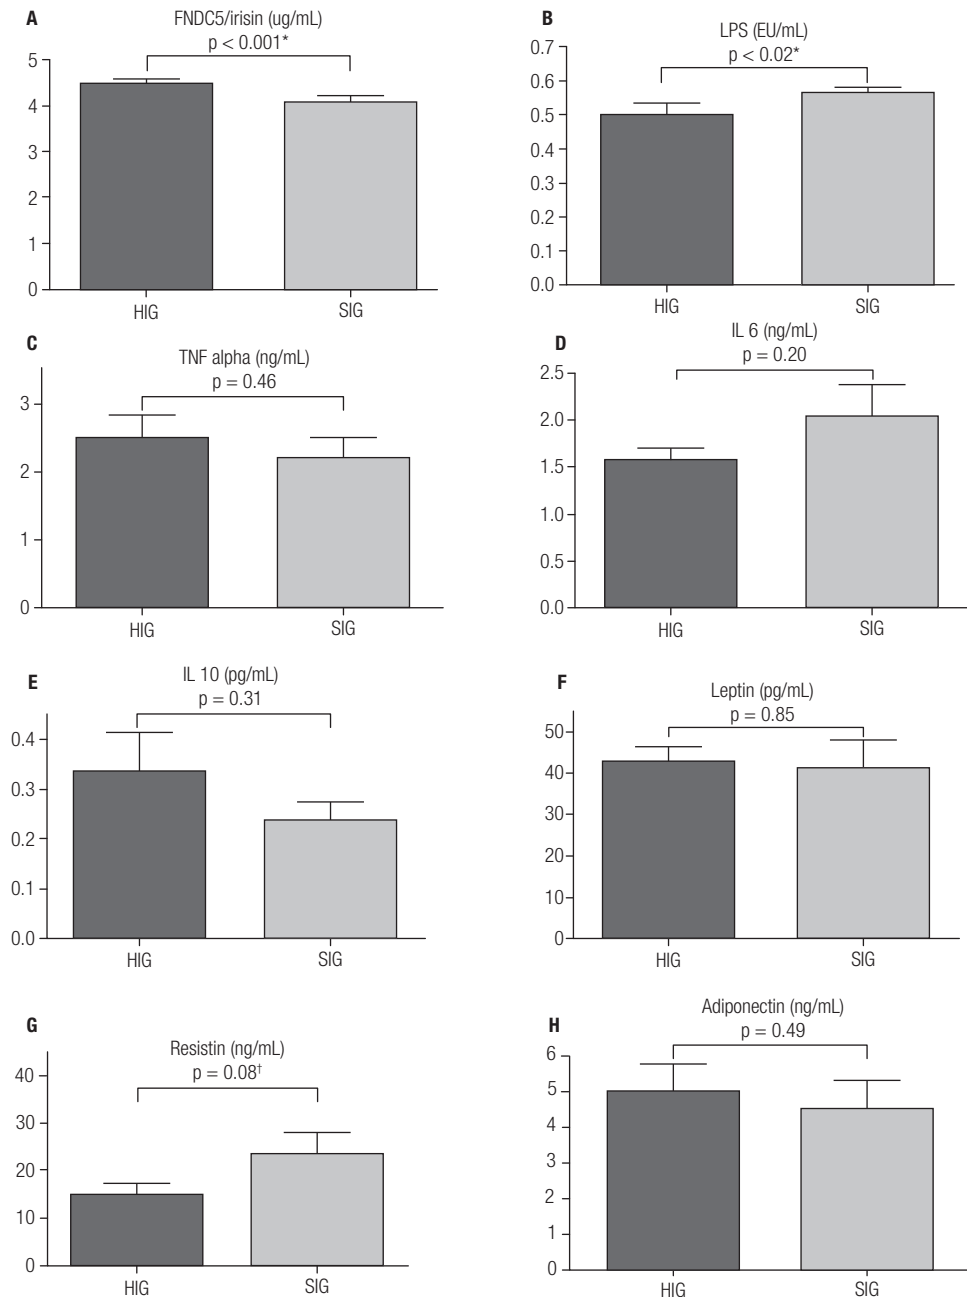 A
FNDC5/irisin (ug/mL)
p < 0.001*
5
4
3
2
1
0
HIG
SIG
B
LPS (EU/mL)
p < 0.02*
0.7
0.6
0.5
0.4
0.3
0.2
0.1
0.0
HIG
SIG
C
TNF alpha (ng/mL)
p = 0.46
3
2
1
0
HIG
SIG
D
IL 6 (ng/mL)
p = 0.20
2.5
2.0
1.5
1.0
0.5
0.0
HIG
SIG
E
IL 10 (pg/mL)
p = 0.31
0.4
0.3
0.2
0.1
0.0
HIG
SIG
F
Leptin (pg/mL)
p = 0.85
50
40
30
20
10
0
HIG
SIG
G
Resistin (ng/mL)
p = 0.08†
40
30
20
10
0
HIG
SIG
H
Adiponectin (ng/mL)
p = 0.49
6
5
4
3
2
1
0
HIG
SIG